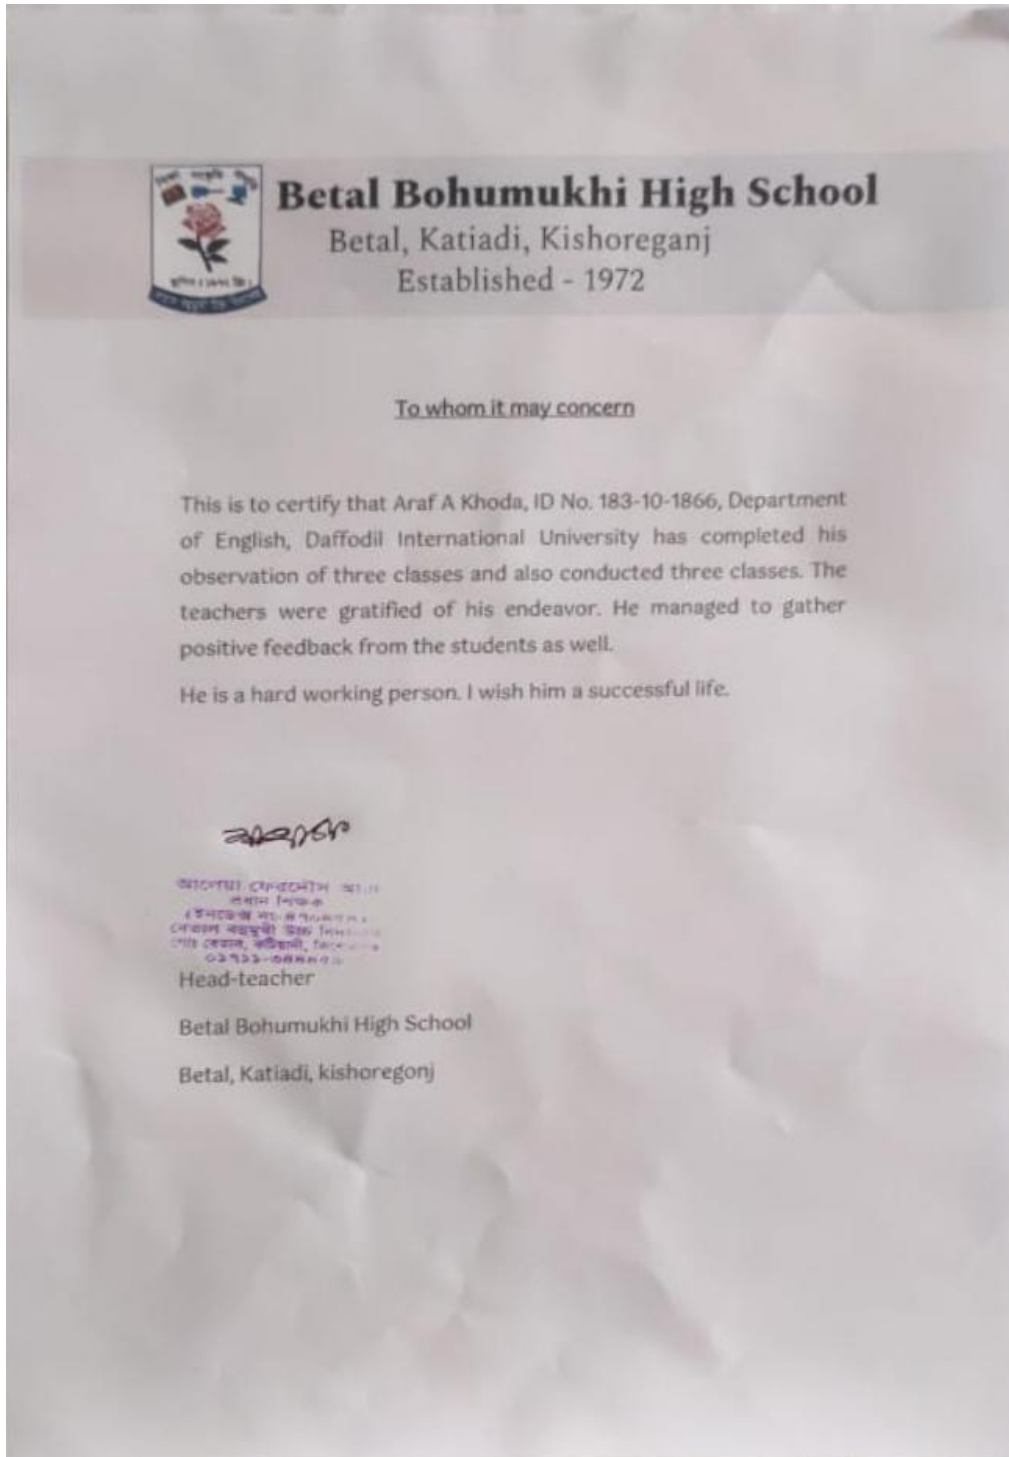 Betal Bohumukhi High School
Betal, Katiadi, Kishoreganj
Established - 1972
To whom it may concern
This is to certify that Araf A Khoda, ID No. 183-10-1866, Department
of English, Daffodil International University has completed his
observation of three classes and also conducted three classes. The
teachers were gratified of his endeavor. He managed to gather
positive feedback from the students as well.
He is a hard working person. I wish him a successful life.
প্রধান শিক্ষক
Head-teacher
Betal Bohumukhi High School
Betal, Katiadi, kishoregonj